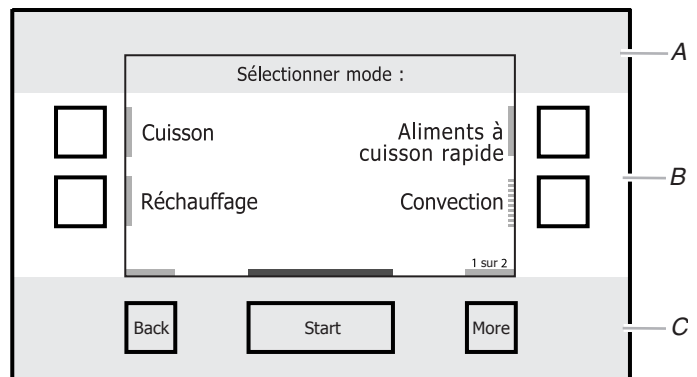 A
Sélectionner mode :
Cuisson
Aliments à
cuisson rapide
B
Réchauffage
Convection
1 sur 2
Back
Start
More
C